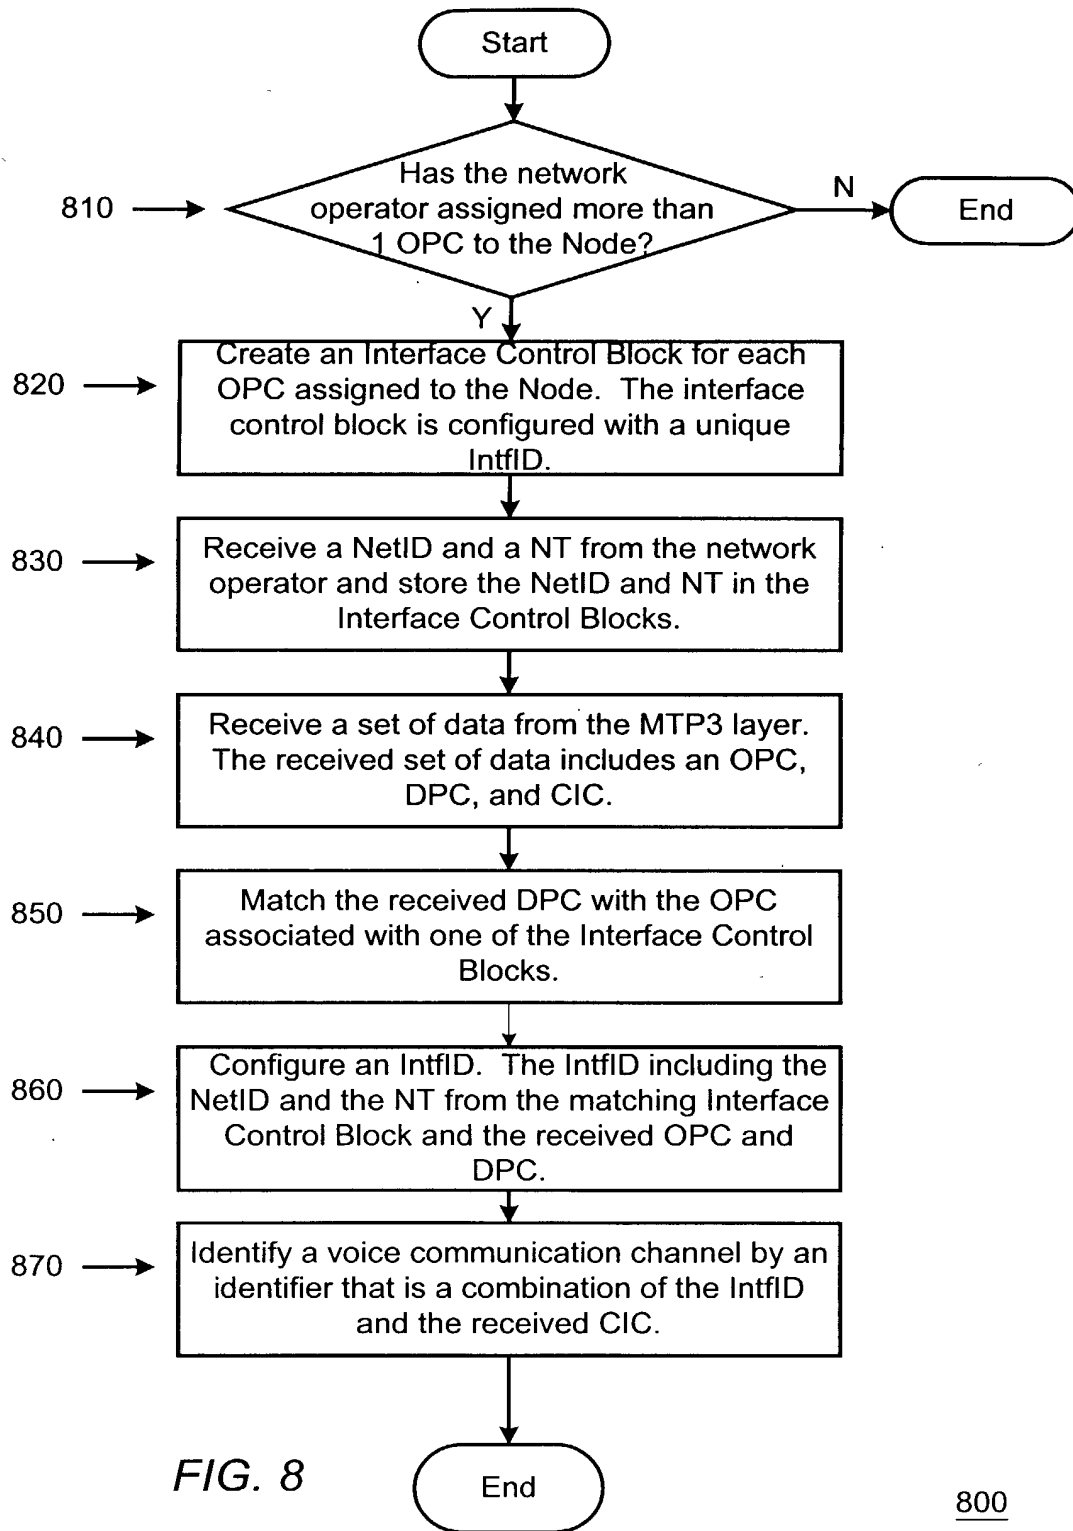 Start
Has the network
operator assigned more than
1 OPC to the Node?
810
N
End
Y
Create an Interface Control Block for each
OPC assigned to the Node. The interface
control block is configured with a unique
IntfID.
820
Receive a NetID and a NT from the network
operator and store the NetID and NT in the
Interface Control Blocks.
830
Receive a set of data from the MTP3 layer.
The received set of data includes an OPC,
DPC, and CIC.
840
Match the received DPC with the OPC
associated with one of the Interface Control
Blocks.
850
Configure an IntfID. The IntfID including the
NetID and the NT from the matching Interface
Control Block and the received OPC and
DPC.
860
Identify a voice communication channel by an
identifier that is a combination of the IntfID
and the received CIC.
870
End
FIG. 8
800